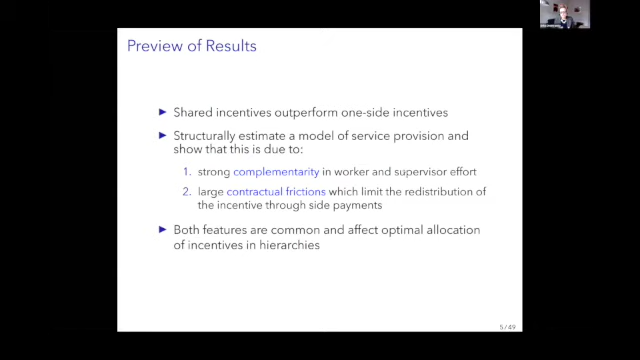 Preview of Results
Shared incentives outperform one-side incentives
Structurally estimate a model of service provision and
show that this is due to:
1. strong complementarity in worker and supervisor effort
2. large contractual frictions which limit the redistribution of
the incentive through side payments
Both features are common and affect optimal allocation
of incentives in hierarchies
5/49